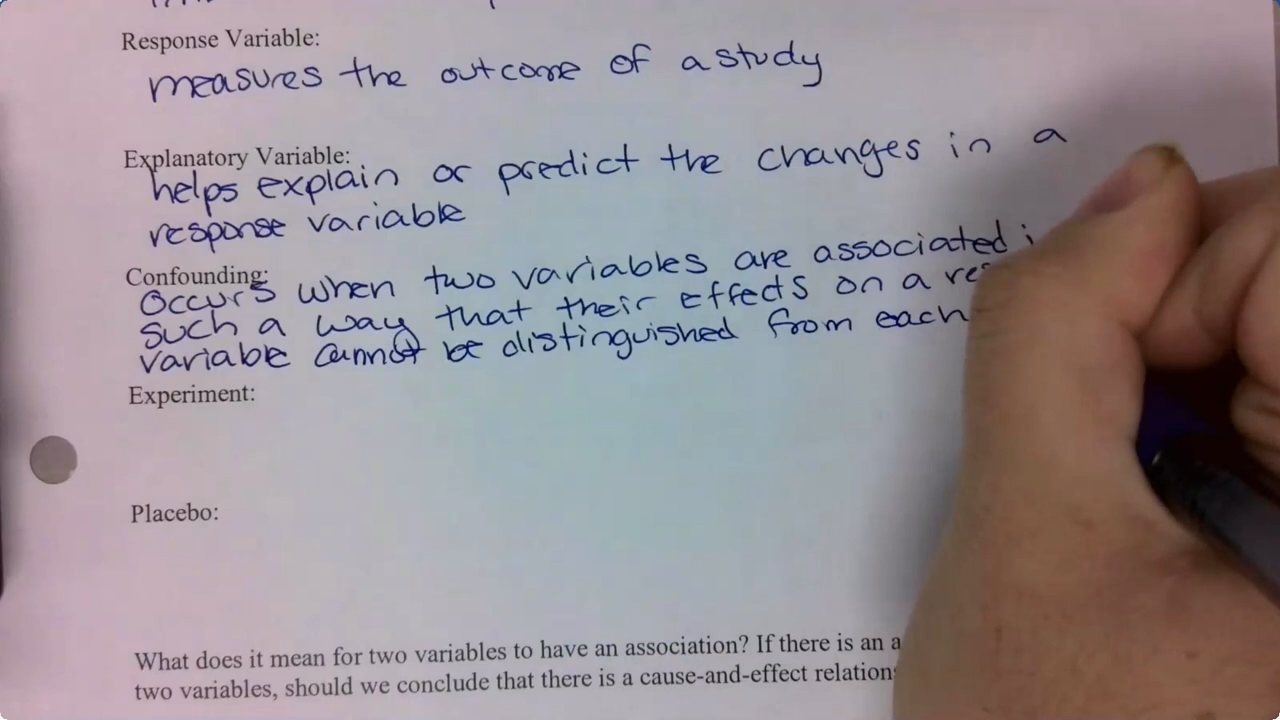 Response Variable:
measures the outcome of a study
Explanatory Variable:
helps explain or predict the changes in a
response variable
Confounding:
occurs when two variables are associated
such a way that their effects on a
variable cannot be distinguished from each
Experiment:
Placebo:
What does it mean for two variables to have an association? If there is an
two variables, should we conclude that there is a cause-and-effect